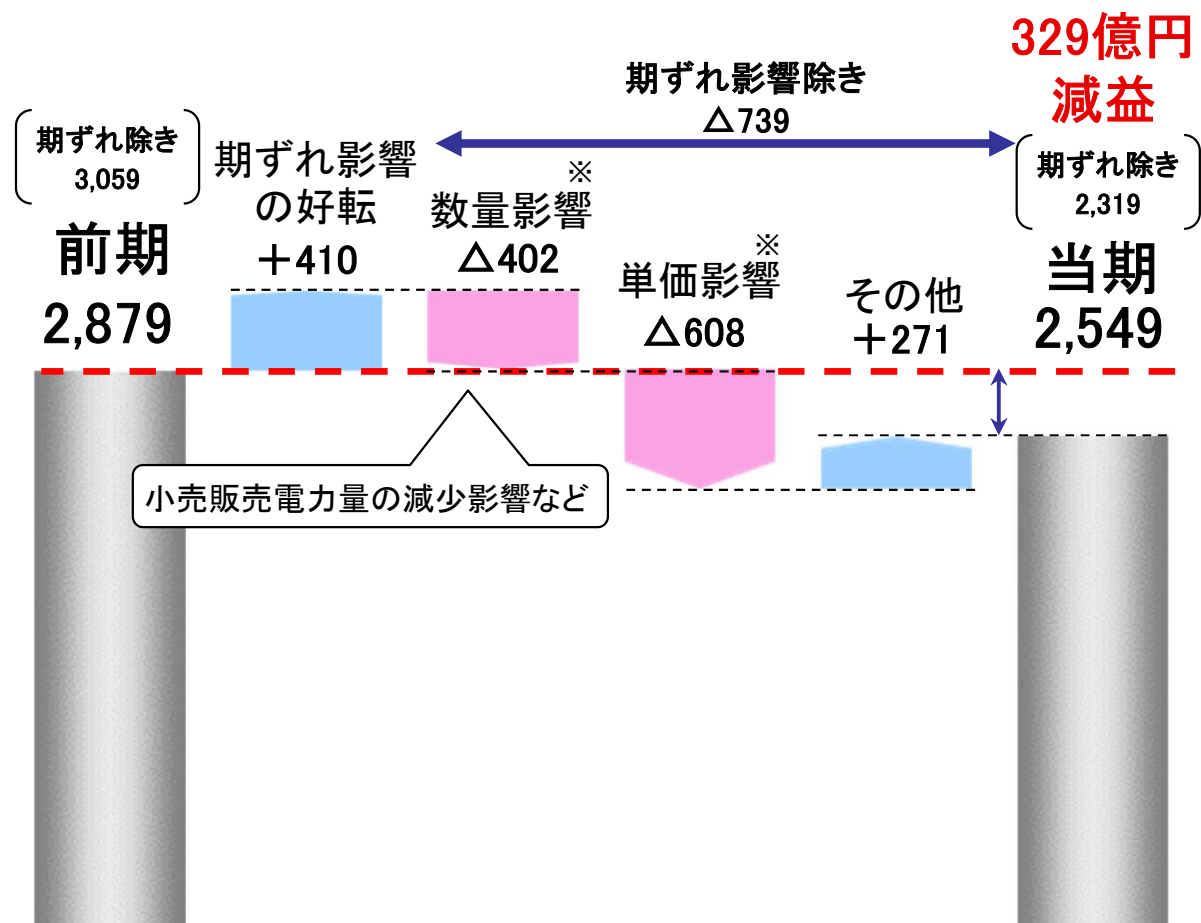 329億円
減益
期ずれ影響除き
△739
期ずれ除き
3,059
前期
2,879
期ずれ影響
の好転
＋410
※
数量影響
△402
※
単価影響
△608
その他
＋271
期ずれ除き
2,319
当期
2,549
小売販売電力量の減少影響など